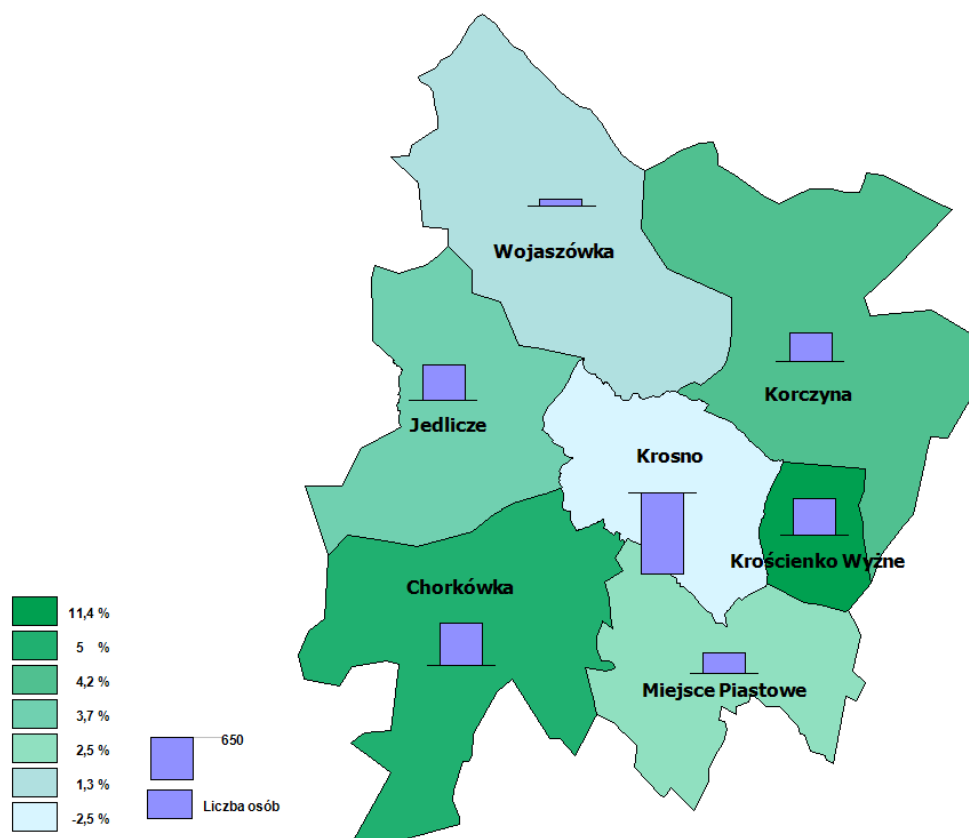 Wojaszówka
Korczyna
Jedlicze
Krosno
Krościenko Wyżne
Chorkówka
Miejsce Piastowe
11,4 %
5 %
4,2 %
3,7 %
2,5 %
1,3 %
-2,5 %
650
Liczba osób